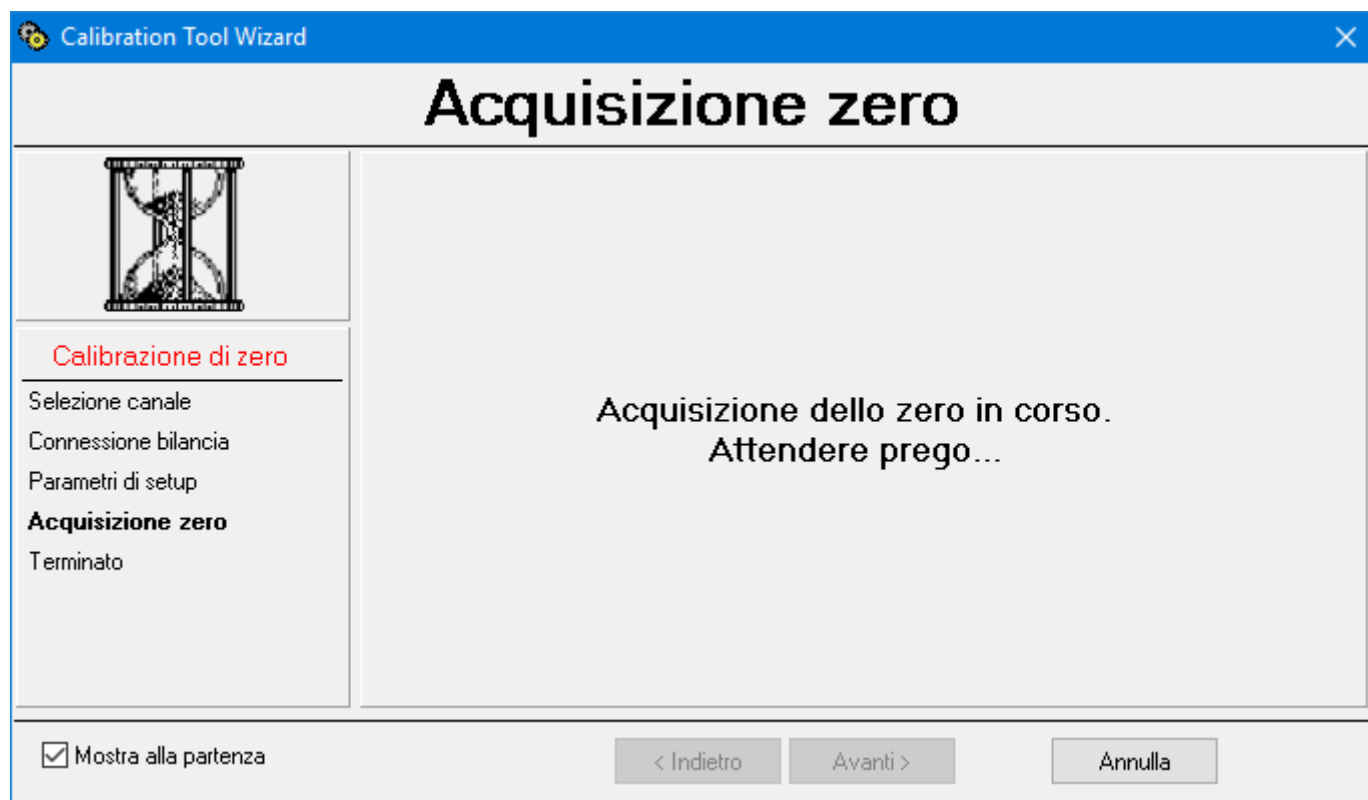 Calibration Tool Wizard
Acquisizione zero
Calibrazione di zero
Selezione canale
Connessione bilancia
Parametri di setup
Acquisizione zero
Terminato
Acquisizione dello zero in corso.
Attendere prego...
Mostra alla partenza
< Indietro
Avanti >
Annulla